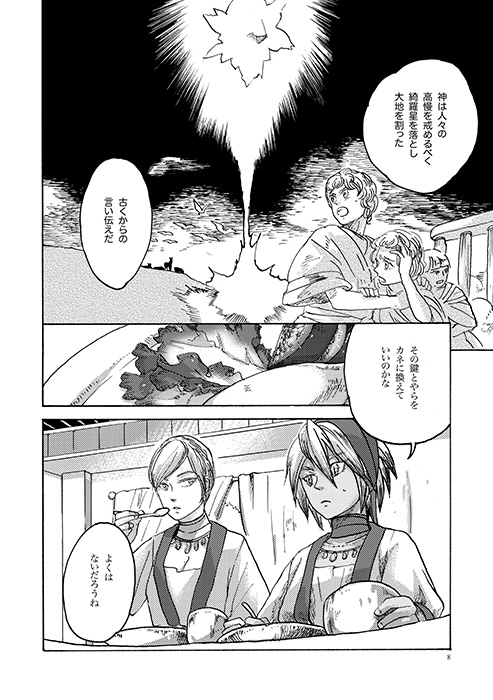 神は人々の
高慢を戒めるべく
綺羅星を落とし
大地を割った
古くからの
言い伝えだ
その鍵とやらを
カネに換えて
いいのかな
よくは
ないだろうね
8